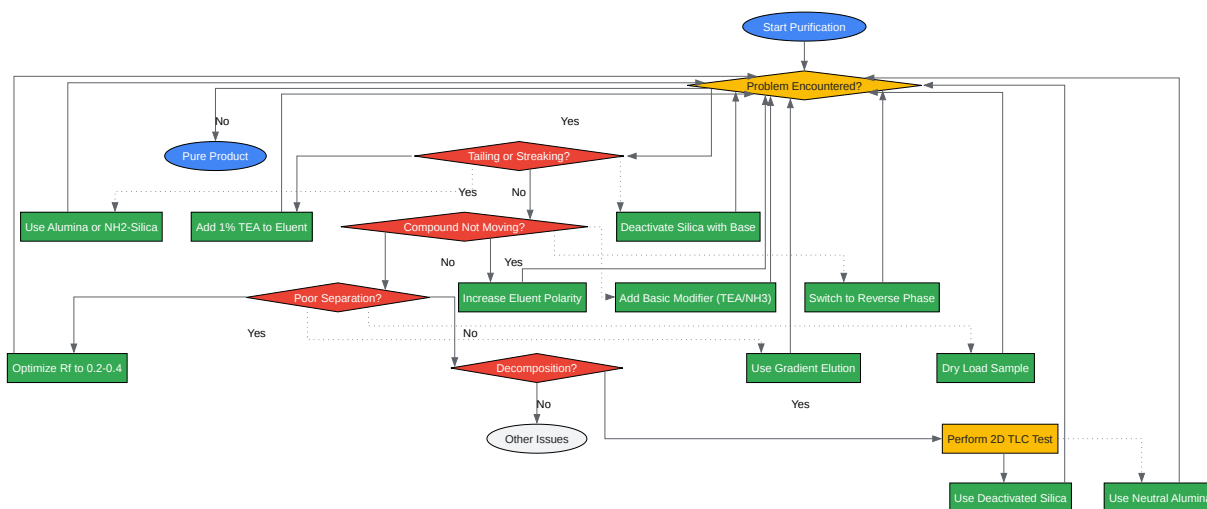 Start Purification
Problem Encountered?
No
Yes
Pure Product
Tailing or Streaking?
Yes
No
Use Alumina or NH2-Silica
Add 1% TEA to Eluent
Compound Not Moving?
Deactivate Silica with Base
No
Yes
Poor Separation?
Increase Eluent Polarity
Add Basic Modifier (TEA/NH3)
Switch to Reverse Phase
Yes
No
Optimize Rf to 0.2-0.4
Decomposition?
Use Gradient Elution
Dry Load Sample
No
Yes
Other Issues
Perform 2D TLC Test
Use Deactivated Silica
Use Neutral Alumina